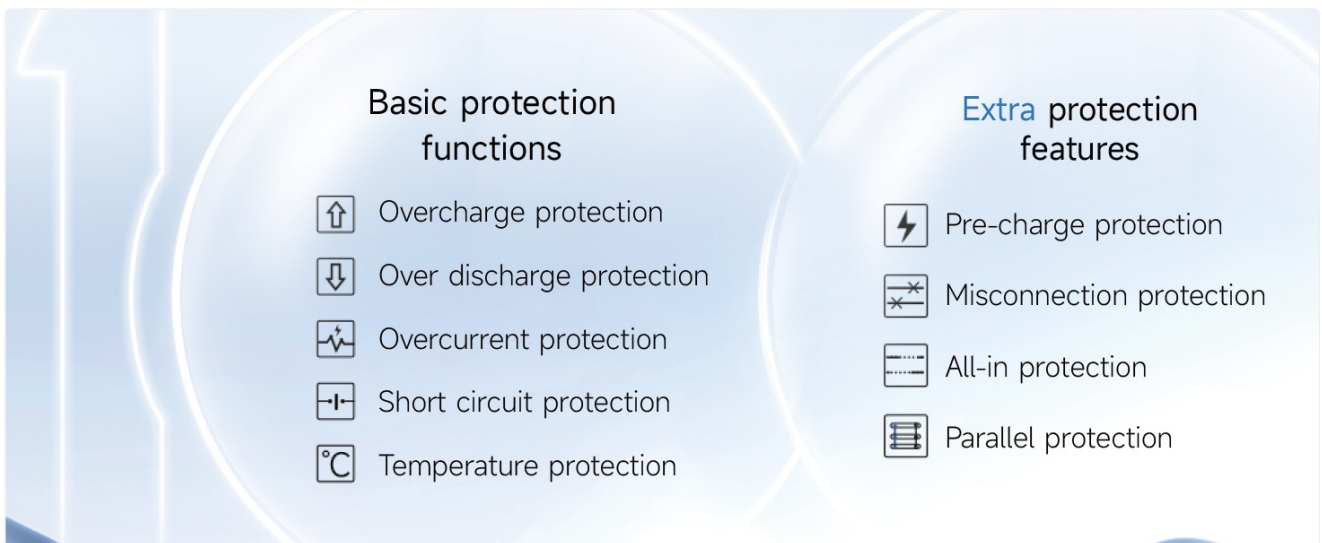 Basic protection
functions
Overcharge protection
Over discharge protection
Overcurrent protection
Short circuit protection
°C Temperature protection
Extra protection
features
Pre-charge protection
Misconnection protection
All-in protection
Parallel protection